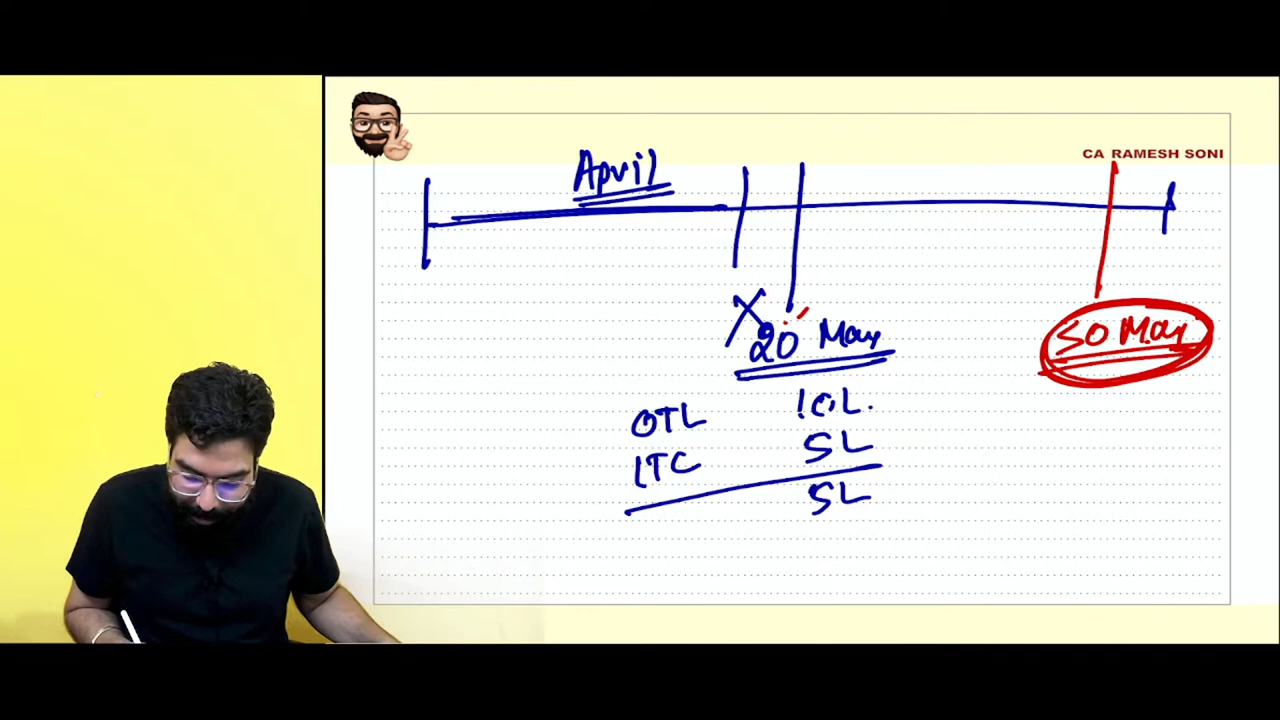 CA RAMESH SONI
April
20 May
30 May
OTL 10L.
ITC 5L
5L